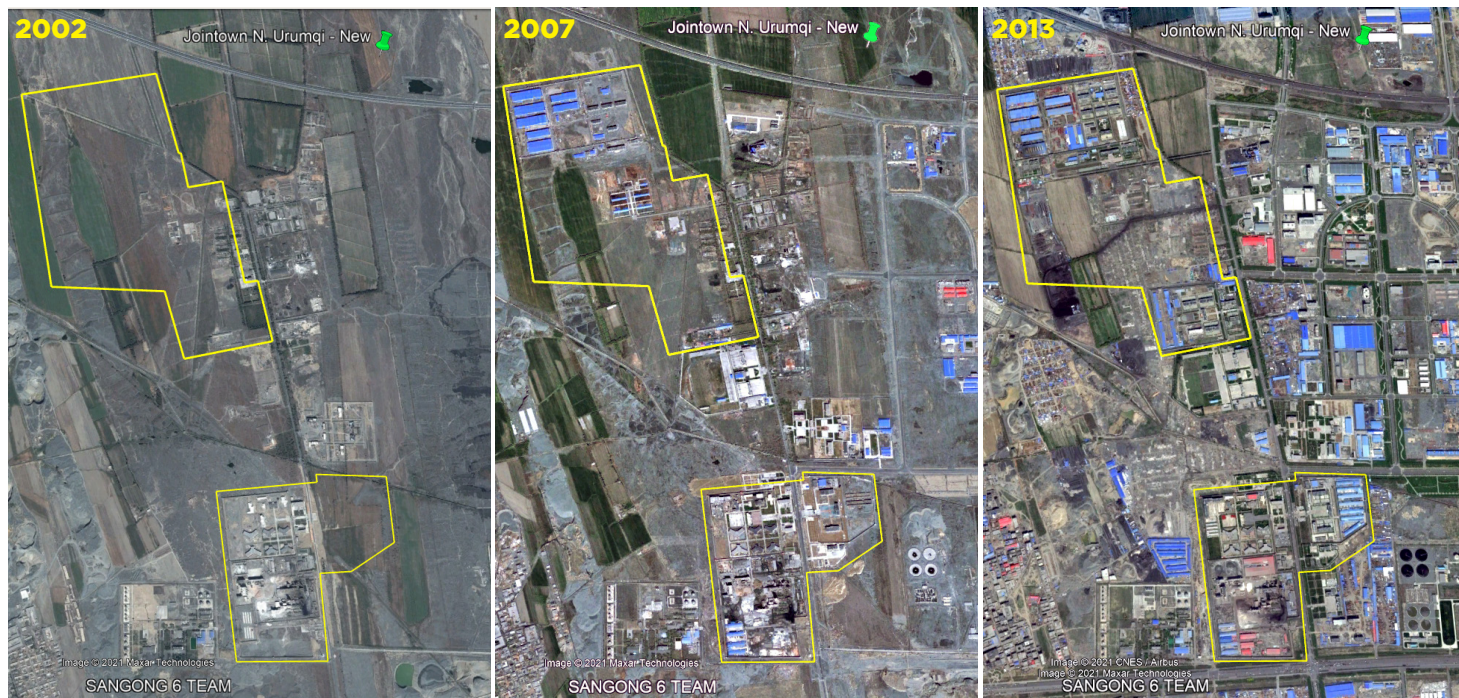 2002
Jointown N. Urumqi - New
Image © 2021 Maxar Technologies
SANGONG 6 TEAM
2007
Jointown N. Urumqi - New
Image © 2021 Maxar Technologies
SANGONG 6 TEAM
2013
Jointown N. Urumqi - New
Image © 2021 CNES / Airbus
Image © 2021 Maxar Technologies
SANGONG 6 TEAM